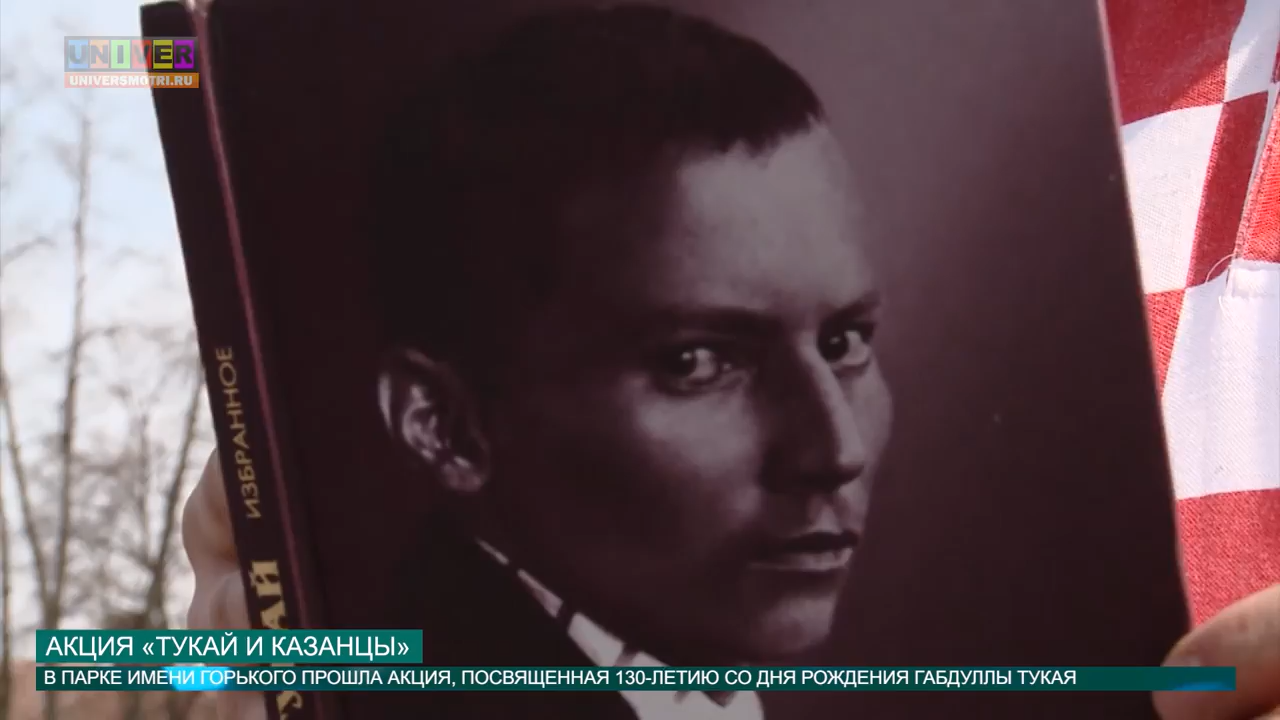 UNIVER
UNIVERSMOTRI.RU
ИЗБРАННОЕ
АКЦИЯ «ТУКАЙ И КАЗАНЦЫ»
В ПАРКЕ ИМЕНИ ГОРЬКОГО ПРОШЛА АКЦИЯ, ПОСВЯЩЕННАЯ 130-ЛЕТИЮ СО ДНЯ РОЖДЕНИЯ ГАБДУЛЛЫ ТУКАЯ